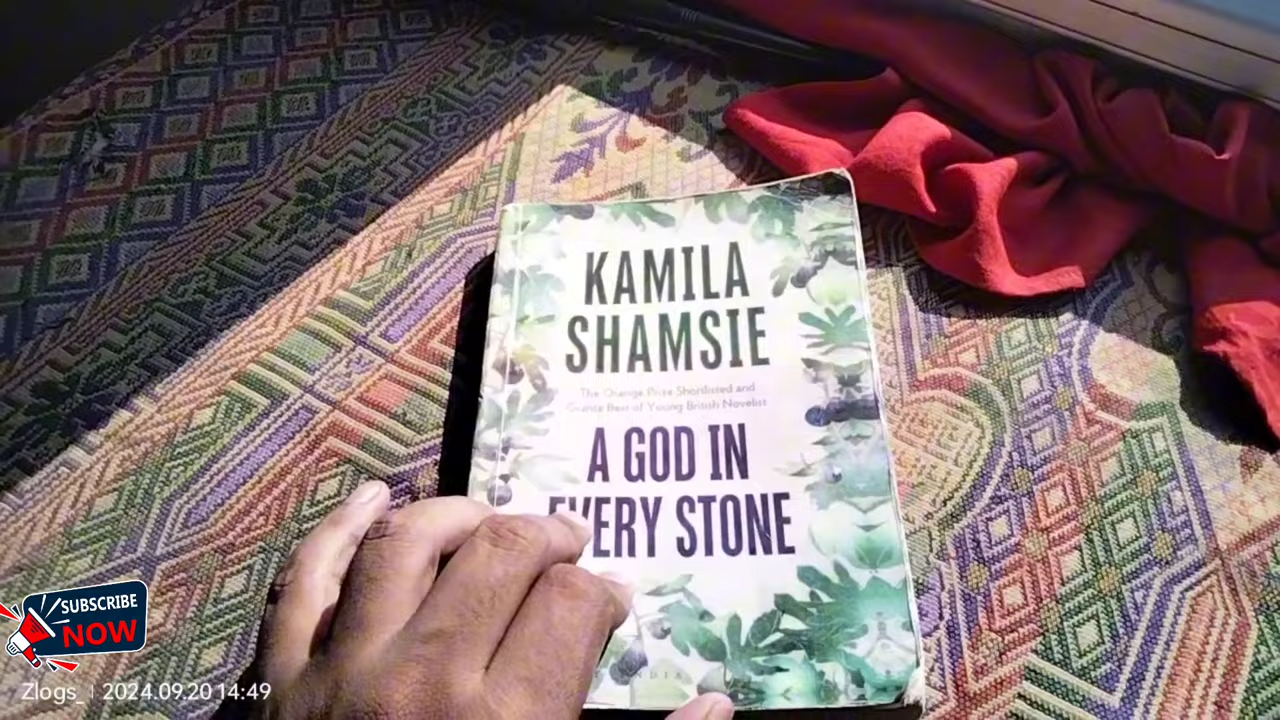 KAMILA
SHAMSIE
The Orange Prize Shortlisted and
Granta Best of Young British Novelist
A GOD IN
EVERY STONE
INDIA
SUBSCRIBE
NOW
Zlogs_ | 2024.09.20 14:49